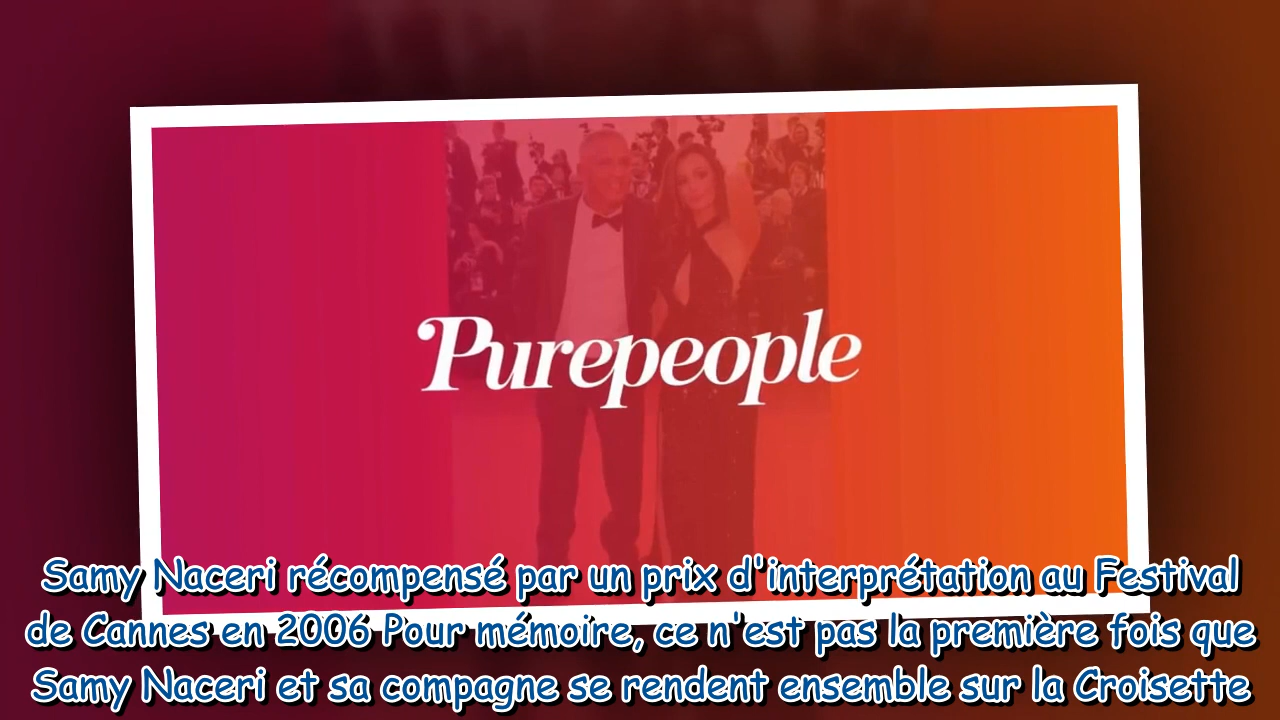 Purepeople
Samy Naceri récompensé par un prix d'interprétation au Festival
de Cannes en 2006 Pour mémoire, ce n'est pas la première fois que
Samy Naceri et sa compagne se rendent ensemble sur la Croisette